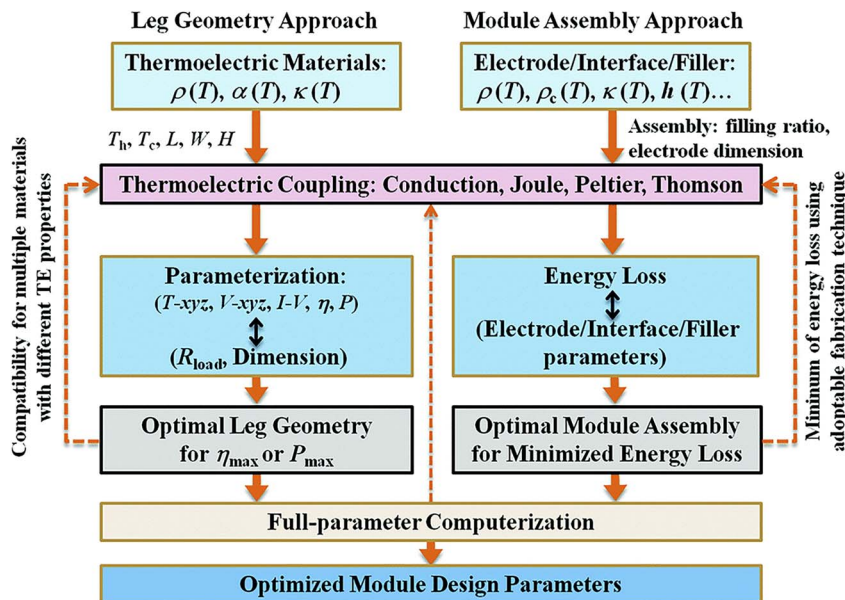 Leg Geometry Approach
Module Assembly Approach
Thermoelectric Materials:
ρ(T), α(T), κ(T)
Electrode/Interface/Filler:
ρ(T), ρc(T), κ(T), h(T)...
Th, Tc, L, W, H
Assembly: filling ratio,
electrode dimension
Thermoelectric Coupling: Conduction, Joule, Peltier, Thomson
Compatibility for multiple materials
with different TE properties
Parameterization:
(T-xyz, V-xyz, I-V, η, P)
(Rload, Dimension)
Energy Loss
(Electrode/Interface/Filler
parameters)
Minimum of energy loss using
adoptable fabrication technique
Optimal Leg Geometry
for ηmax or Pmax
Optimal Module Assembly
for Minimized Energy Loss
Full-parameter Computerization
Optimized Module Design Parameters